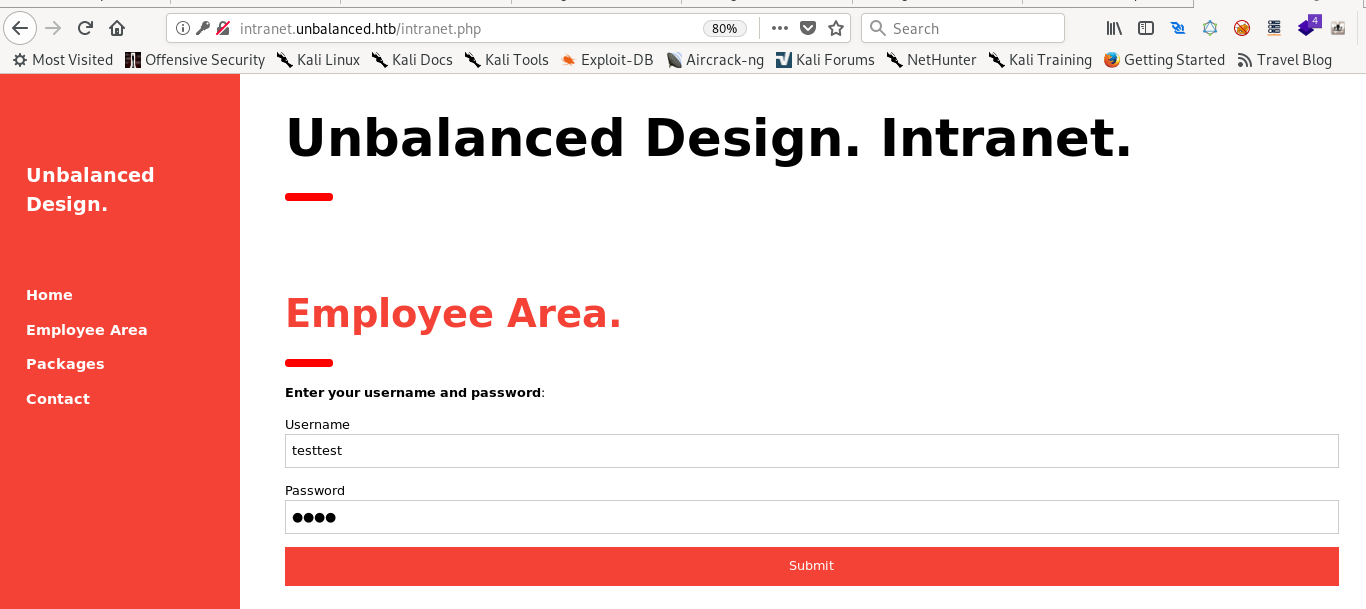 intranet.unbalanced.htb/intranet.php
80%
Search
4
Most Visited
Offensive Security
Kali Linux
Kali Docs
Kali Tools
Exploit-DB
Aircrack-ng
Kali Forums
NetHunter
Kali Training
Getting Started
Travel Blog
Unbalanced
Design.
Home
Employee Area
Packages
Contact
Unbalanced Design. Intranet.
Employee Area.
Enter your username and password:
Username
testtest
Password
Submit